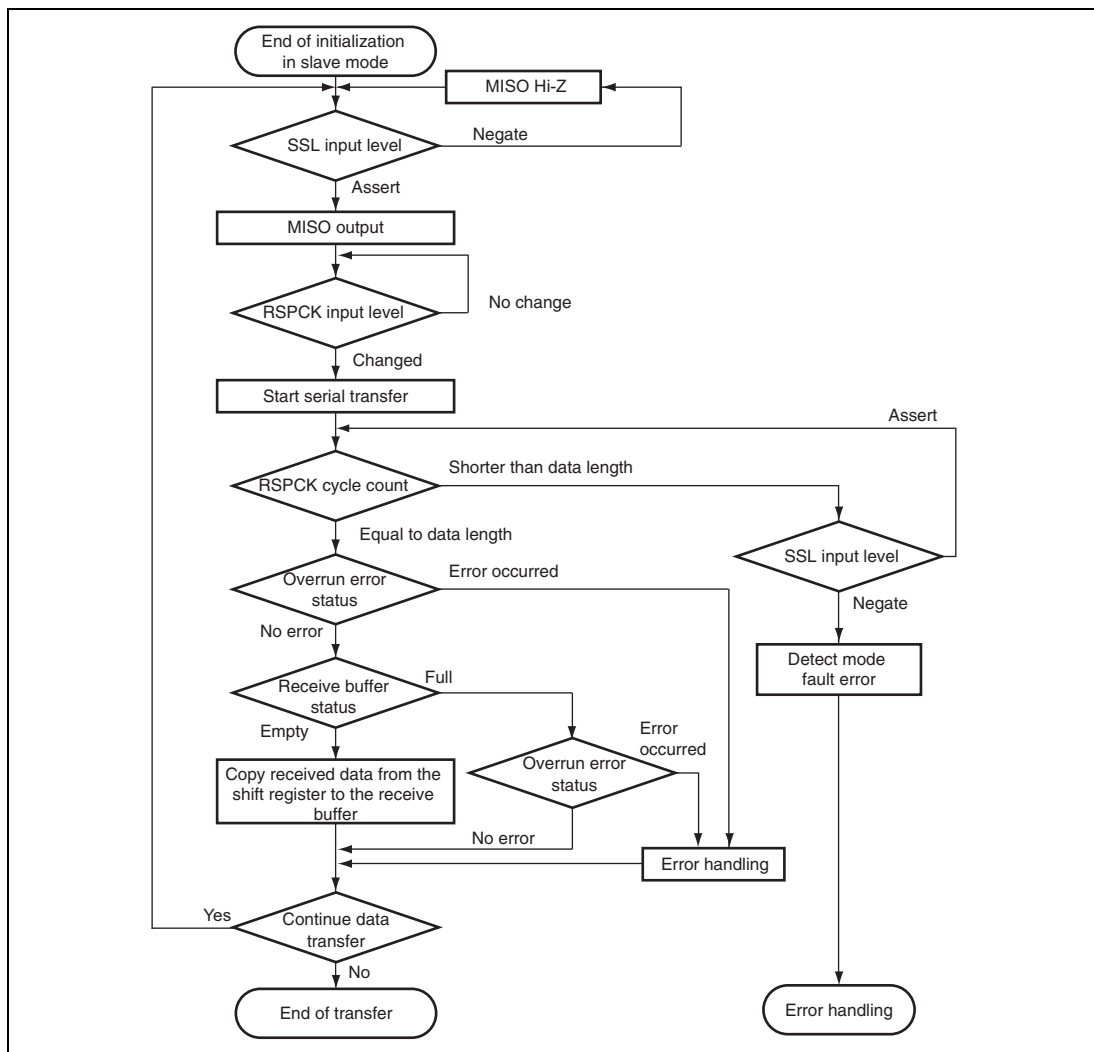 End of initialization
in slave mode
MISO Hi-Z
SSL input level
Negate
Assert
MISO output
RSPCK input level
No change
Changed
Start serial transfer
Assert
RSPCK cycle count
Shorter than data length
Equal to data length
SSL input level
Negate
Overrun error
status
Error occurred
No error
Detect mode
fault error
Receive buffer
status
Full
Empty
Error
occurred
Overrun error
status
Copy received data from the
shift register to the receive
buffer
No error
Error handling
Yes
Continue data
transfer
No
End of transfer
Error handling